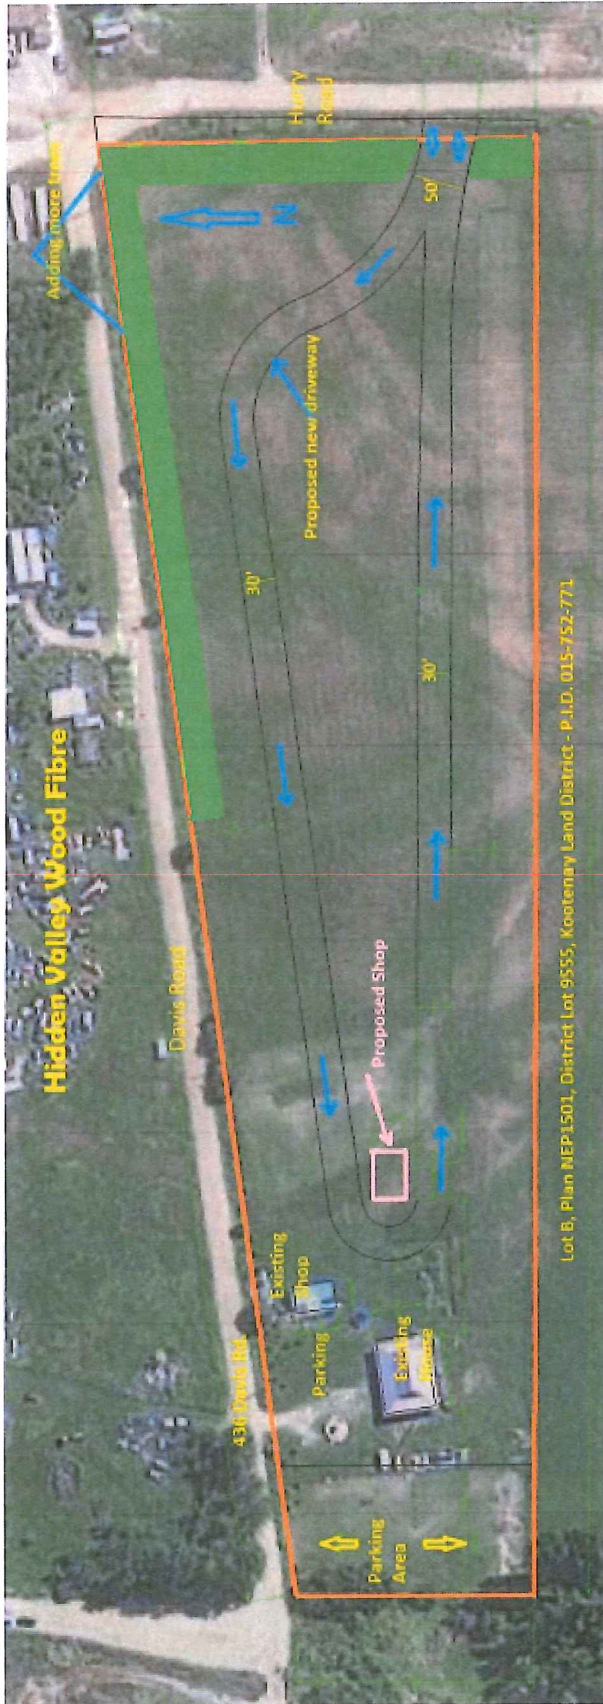 Hidden Valley Wood Fibre
Adding more trees
Hurry
Road
Davis Road
436 Davis Rd.
N
50'
Proposed new driveway
30'
30'
Proposed Shop
Existing
Shop
Parking
Existing
House
Parking
Area
Lot B, Plan NEP1501, District Lot 9555, Kootenay Land District - P.I.D. 015-752-771